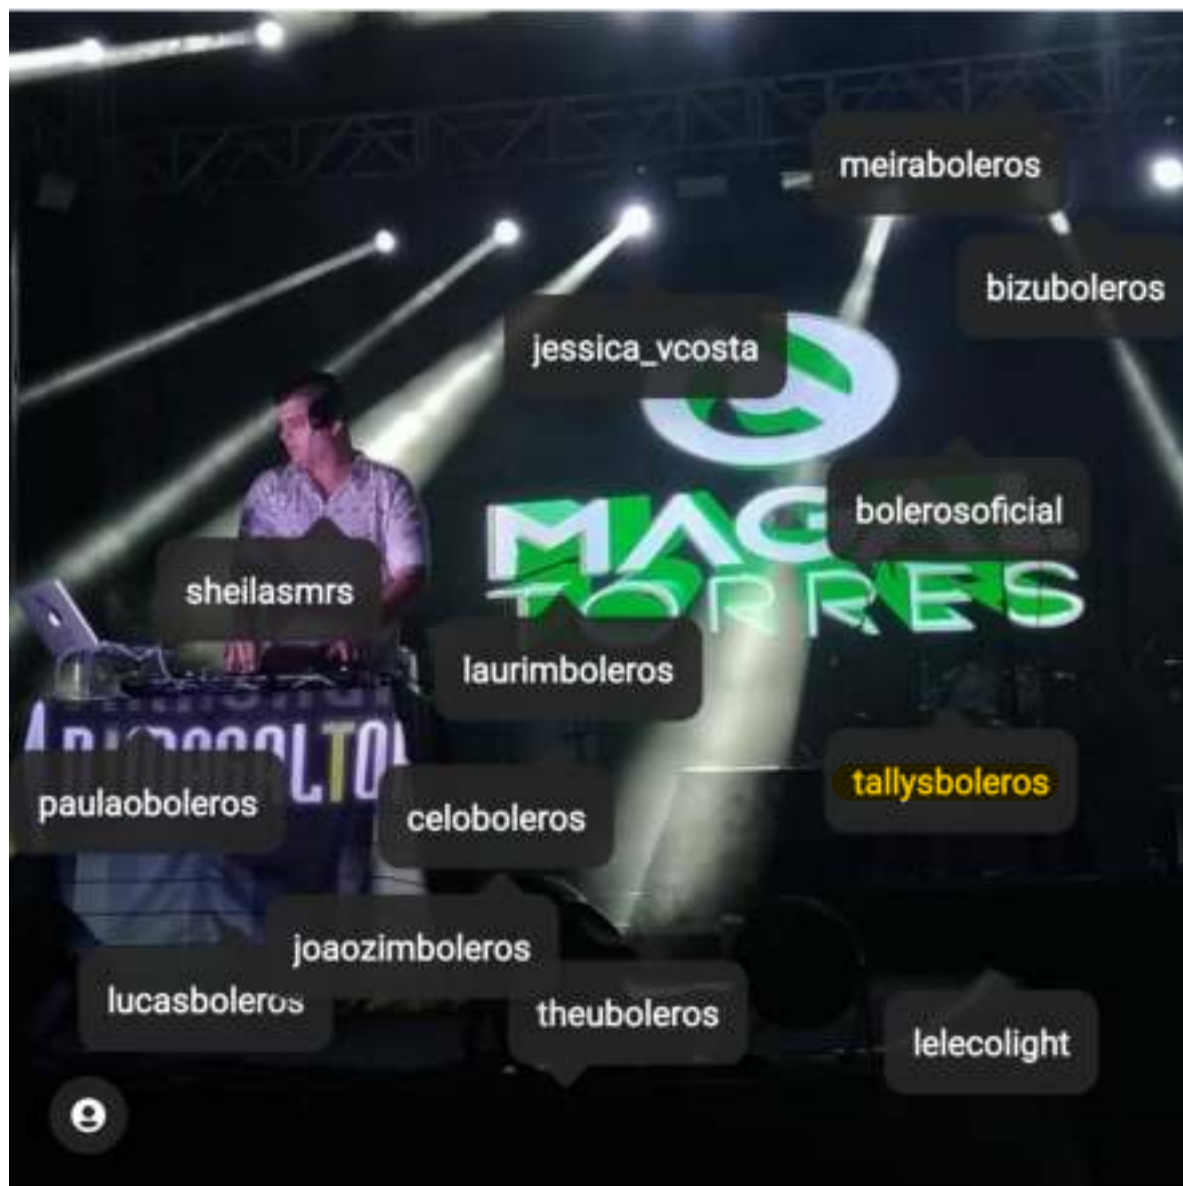 meiraboleros
bizuboleros
jessica_vcosta
bolerosoficial
MAG
TORRES
sheilasmrs
laurimboleros
tallysboleros
paulaoboleros
celoboleros
joaozimboleros
lucasboleros
theuboleros
lelecolight